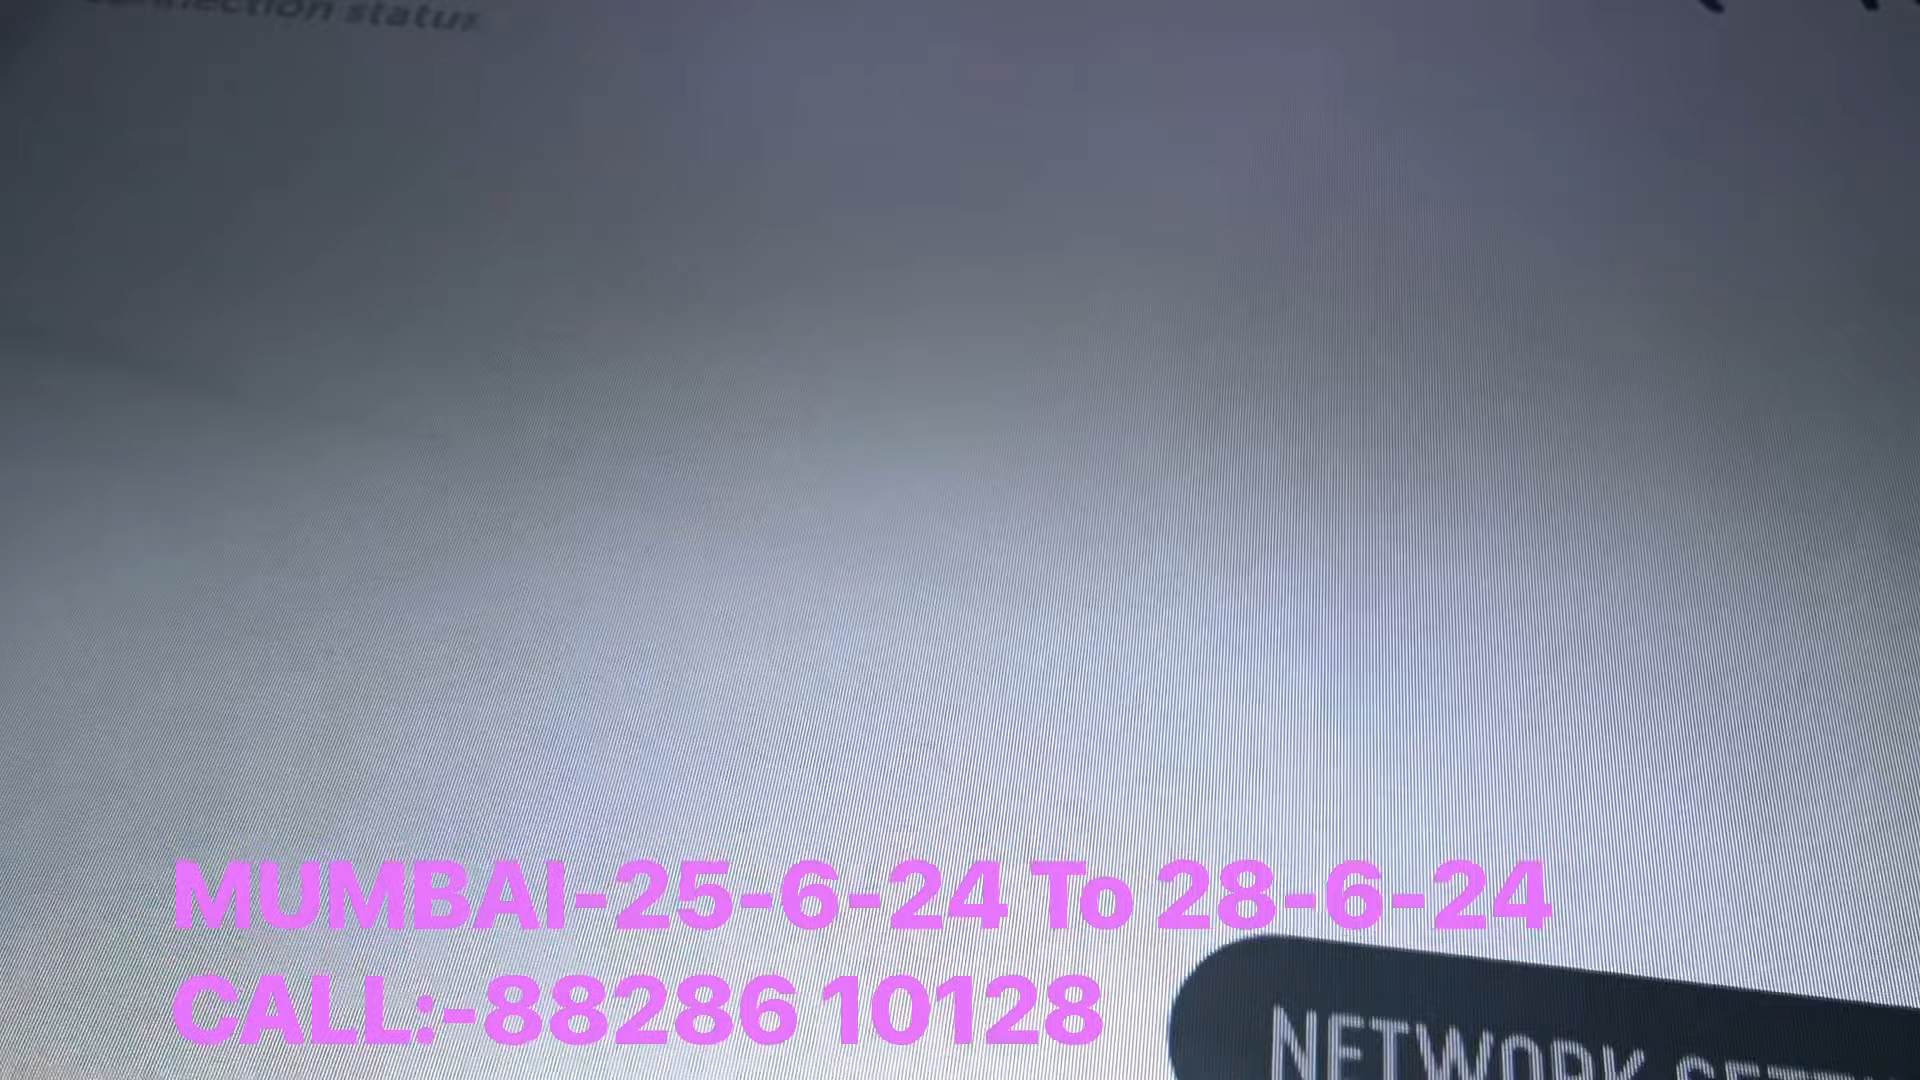 connection status
MUMBAI-25-6-24 To 28-6-24
CALL:-88286 10128
NETWORK